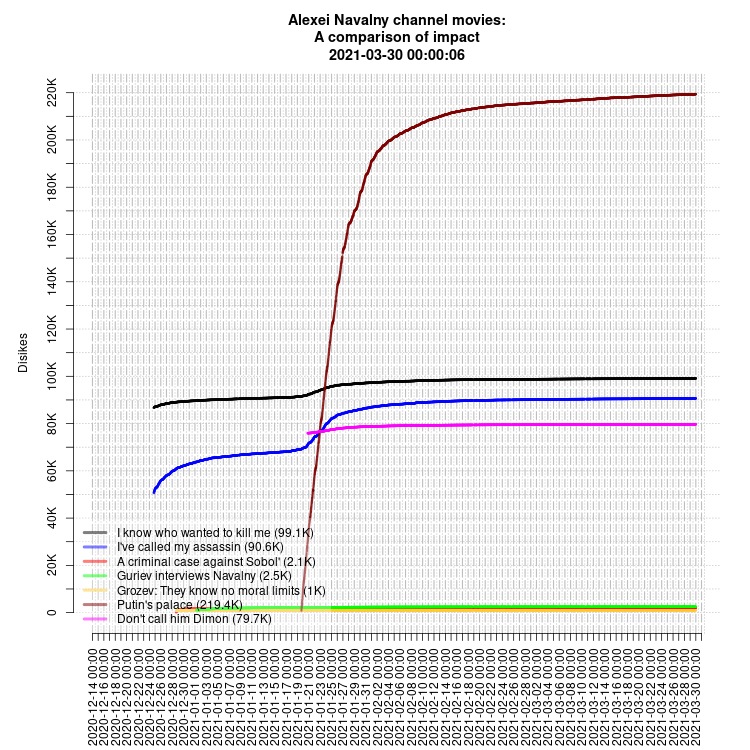 Alexei Navalny channel movies:
A comparison of impact
2021-03-30 00:00:06
Disikes
220K
200K
180K
160K
140K
120K
100K
80K
60K
40K
20K
0
I know who wanted to kill me (99.1K)
I've called my assassin (90.6K)
A criminal case against Sobol' (2.1K)
Guriev interviews Navalny (2.5K)
Grozev: They know no moral limits (1K)
Putin's palace (219.4K)
Don't call him Dimon (79.7K)
2020-12-14 00:00
2020-12-16 00:00
2020-12-18 00:00
2020-12-20 00:00
2020-12-22 00:00
2020-12-24 00:00
2020-12-26 00:00
2020-12-28 00:00
2020-12-30 00:00
2021-01-01 00:00
2021-01-03 00:00
2021-01-05 00:00
2021-01-07 00:00
2021-01-09 00:00
2021-01-11 00:00
2021-01-13 00:00
2021-01-15 00:00
2021-01-17 00:00
2021-01-19 00:00
2021-01-21 00:00
2021-01-23 00:00
2021-01-25 00:00
2021-01-27 00:00
2021-01-29 00:00
2021-01-31 00:00
2021-02-02 00:00
2021-02-04 00:00
2021-02-06 00:00
2021-02-08 00:00
2021-02-10 00:00
2021-02-12 00:00
2021-02-14 00:00
2021-02-16 00:00
2021-02-18 00:00
2021-02-20 00:00
2021-02-22 00:00
2021-02-24 00:00
2021-02-26 00:00
2021-02-28 00:00
2021-03-02 00:00
2021-03-04 00:00
2021-03-06 00:00
2021-03-08 00:00
2021-03-10 00:00
2021-03-12 00:00
2021-03-14 00:00
2021-03-16 00:00
2021-03-18 00:00
2021-03-20 00:00
2021-03-22 00:00
2021-03-24 00:00
2021-03-26 00:00
2021-03-28 00:00
2021-03-30 00:00